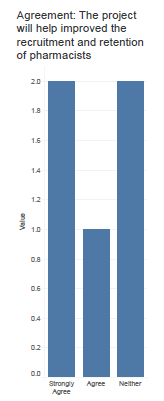 Agreement: The project
will help improved the
recruitment and retention
of pharmacists
2.0
1.8
1.6
1.4
1.2
1.0
0.8
0.6
0.4
0.2
0.0
Value
Strongly
Agree
Agree
Neither